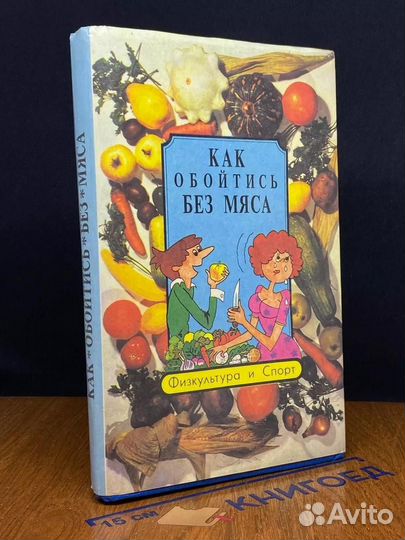 КАК
ОБОЙТИСЬ
БЕЗ МЯСА
Физкультура и Спорт
КАК * ОБОЙТИСЬ * БЕЗ * МЯСА
15 см
КНИГОЕД
Avito